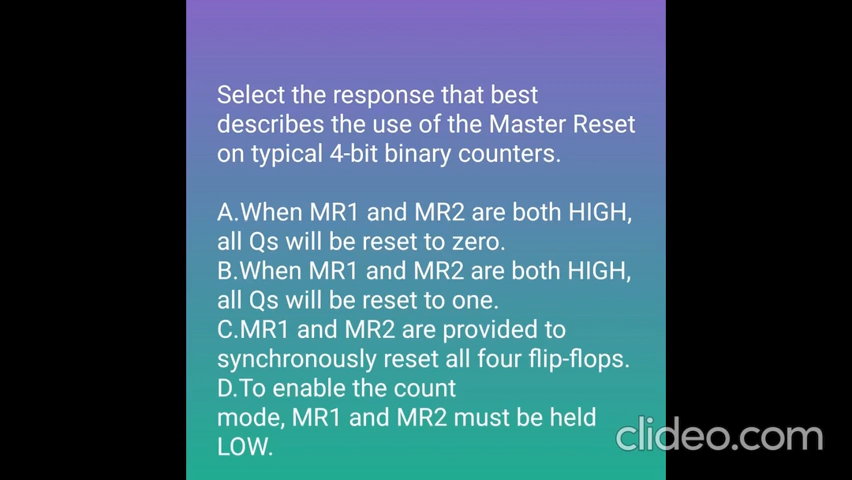 Select the response that best
describes the use of the Master Reset
on typical 4-bit binary counters.
A.When MR1 and MR2 are both HIGH,
all Qs will be reset to zero.
B.When MR1 and MR2 are both HIGH,
all Qs will be reset to one.
C.MR1 and MR2 are provided to
synchronously reset all four flip-flops.
D.To enable the count
mode, MR1 and MR2 must be held
LOW.
clideo.com